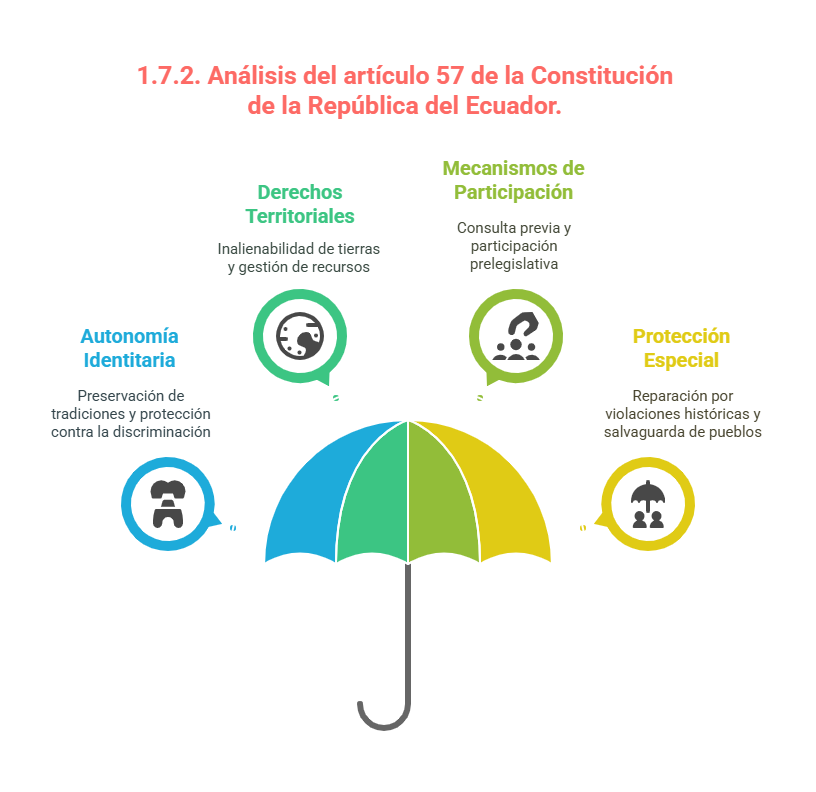 1.7.2. Análisis del artículo 57 de la Constitución
de la República del Ecuador.
Mecanismos de
Participación
Consulta previa y
participación
prelegislativa
Derechos
Territoriales
Inalienabilidad de tierras
y gestión de recursos
Autonomía
Identitaria
Preservación de
tradiciones y protección
contra la discriminación
Protección
Especial
Reparación por
violaciones históricas y
salvaguarda de pueblos